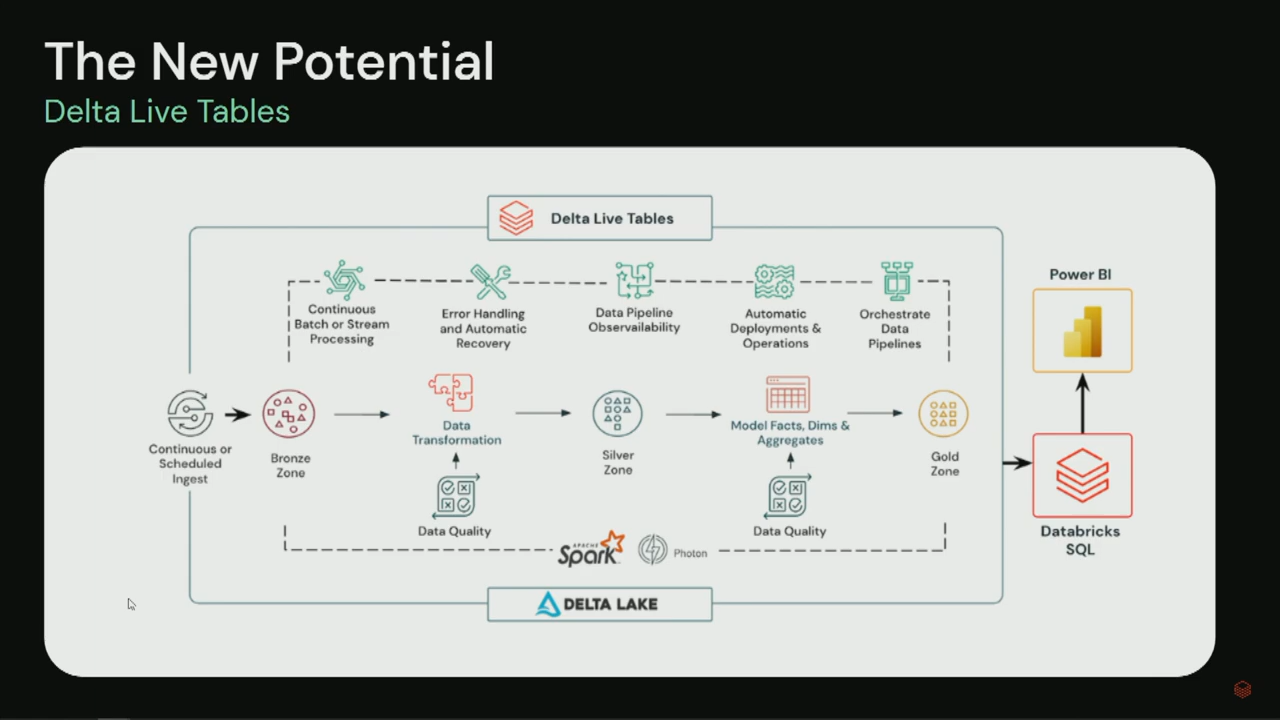 The New Potential
Delta Live Tables
Delta Live Tables
Continuous
Batch or Stream
Processing
Error Handling
and Automatic
Recovery
Data Pipeline
Observailability
Automatic
Deployments &
Operations
Orchestrate
Data
Pipelines
Power BI
Continuous or
Scheduled
Ingest
Bronze
Zone
Data
Transformation
Silver
Zone
Model Facts, Dims &
Aggregates
Gold
Zone
Data Quality
Data Quality
Databricks
SQL
APACHE
Spark
Photon
DELTA LAKE